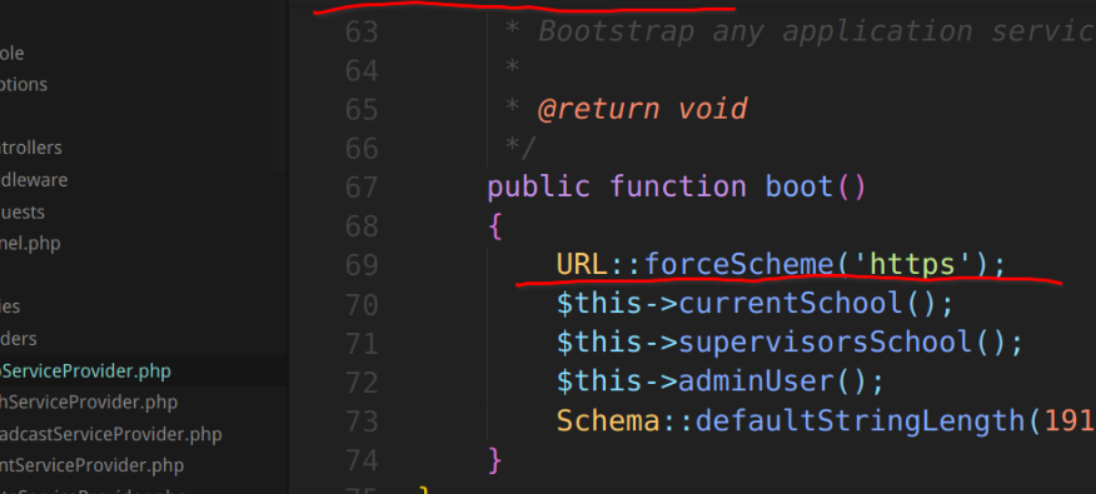 63 * Bootstrap any application servic
ole
64 *
ptions
65 * @return void
trollers
66 */
dleware
67 public function boot()
uests
68 {
nel.php
69 URL::forceScheme('https');
70 $this->currentSchool();
ies
71 $this->supervisorsSchool();
ders
72 $this->adminUser();
ServiceProvider.php
73 Schema::defaultStringLength(191
hServiceProvider.php
adcastServiceProvider.php
74 }
ntServiceProvider.php
75 }